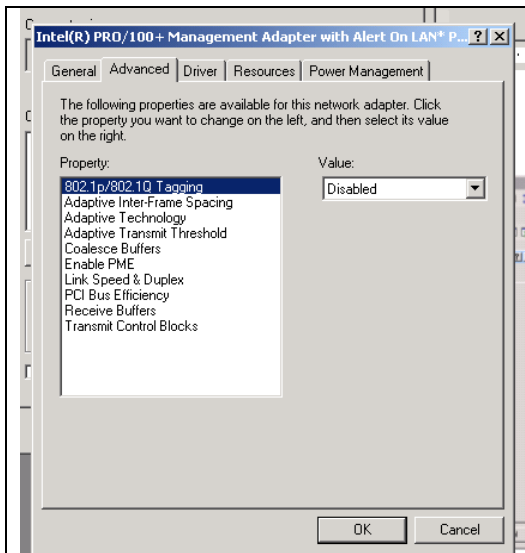 Intel(R) PRO/100+ Management Adapter with Alert On LAN* P... ? X
General Advanced Driver Resources Power Management
The following properties are available for this network adapter. Click
the property you want to change on the left, and then select its value
on the right.
Property:
Value:
802.1p/802.1Q Tagging
Disabled
Adaptive Inter-Frame Spacing
Adaptive Technology
Adaptive Transmit Threshold
Coalesce Buffers
Enable PME
Link Speed & Duplex
PCI Bus Efficiency
Receive Buffers
Transmit Control Blocks
OK Cancel